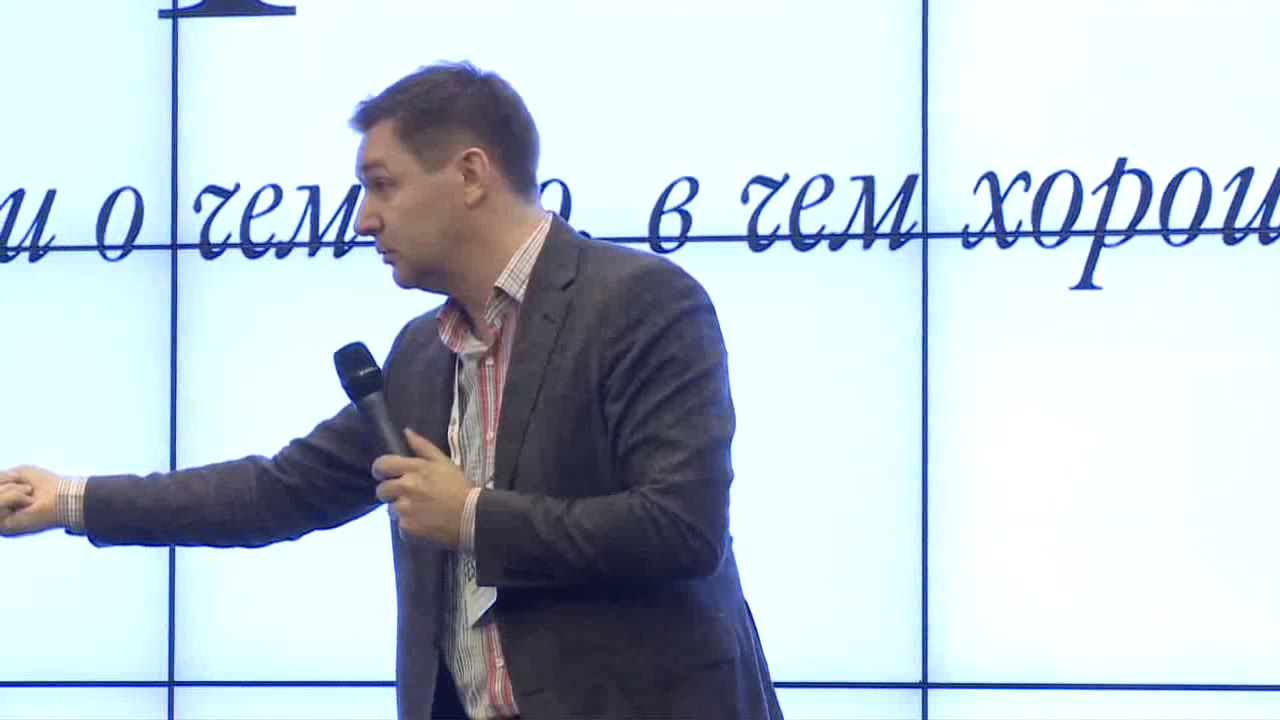 и о чем о, в чем хорош